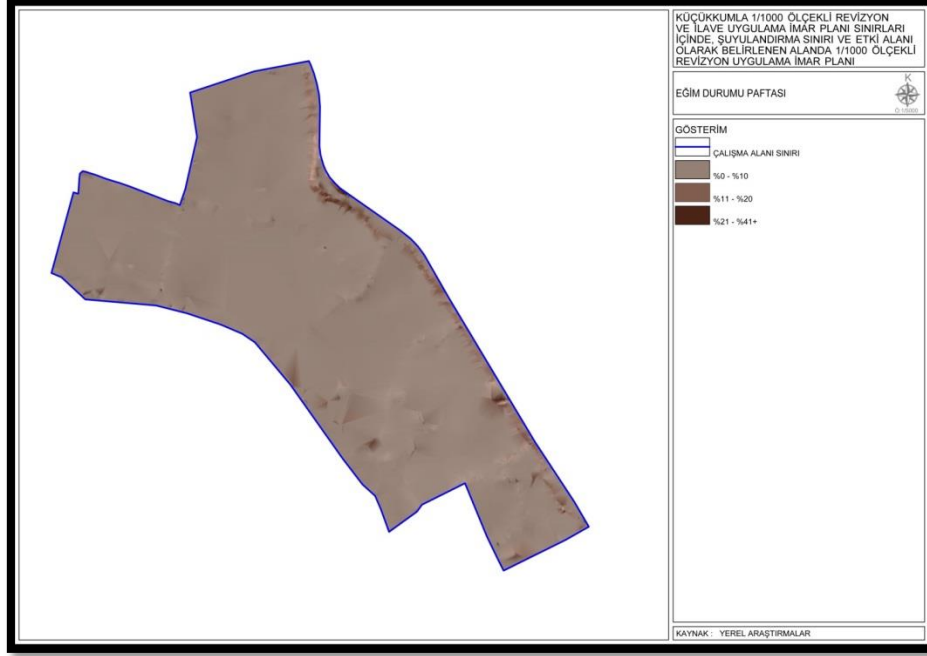 KÜÇÜKKUMLA 1/1000 ÖLÇEKLİ REVİZYON
VE İLAVE UYGULAMA İMAR PLANI SINIRLARI
İÇİNDE, ŞUYULANDIRMA SINIRI VE ETKİ ALANI
OLARAK BELİRLENEN ALANDA 1/1000 ÖLÇEKLİ
REVİZYON UYGULAMA İMAR PLANI
EĞİM DURUMU PAFTASI
K
GÖSTERİM
ÇALIŞMA ALANI SINIRI
%0 - %10
%11 - %20
%21 - %41+
KAYNAK : YEREL ARAŞTIRMALAR